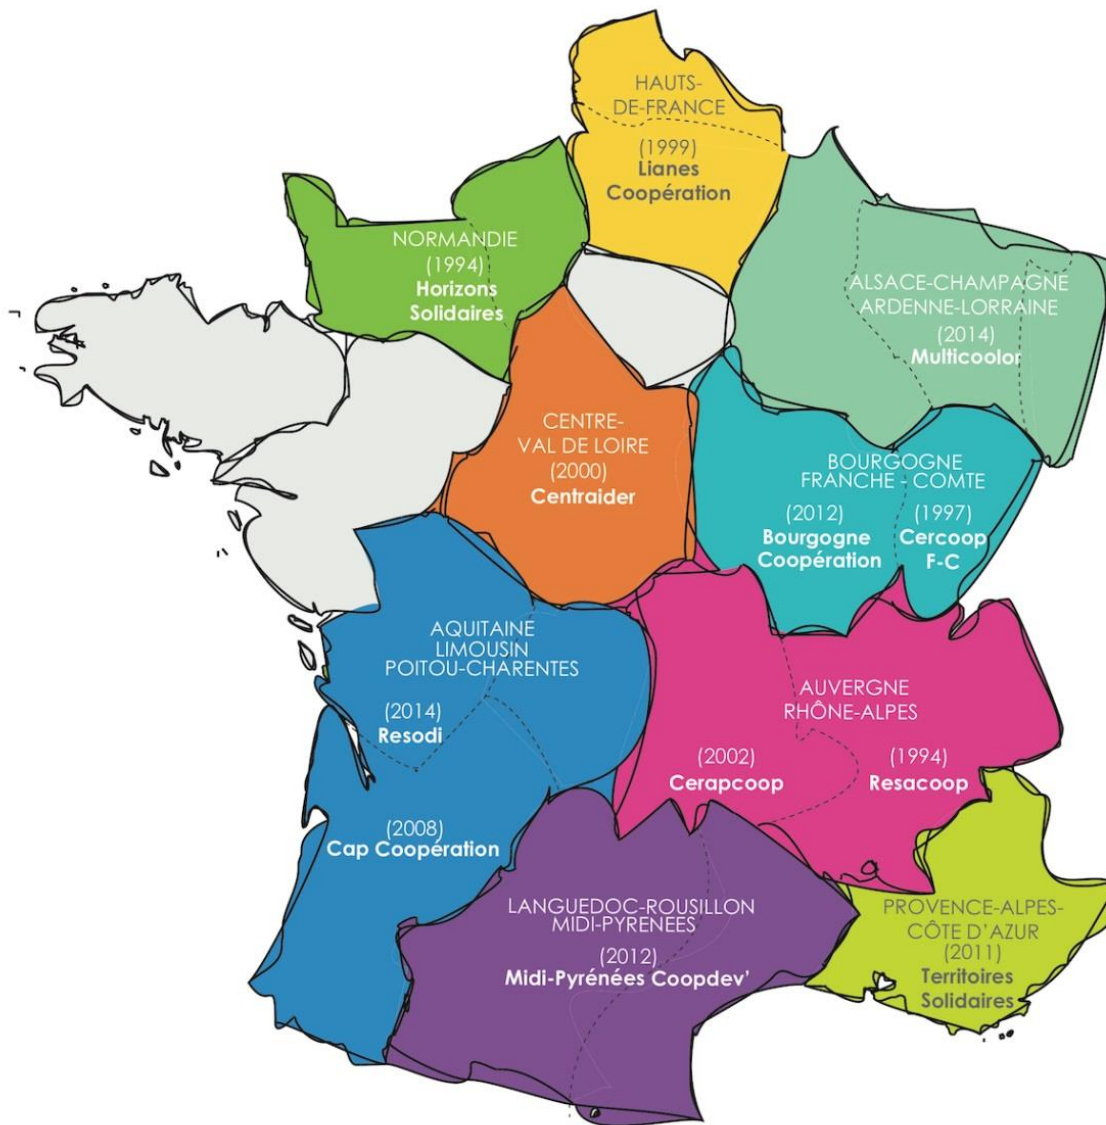 HAUTS-
DE-FRANCE
(1999)
Lianes
Coopération
NORMANDIE
(1994)
Horizons
Solidaires
ALSACE-CHAMPAGNE
ARDENNE-LORRAINE
(2014)
Multicoolor
CENTRE-
VAL DE LOIRE
(2000)
Centraider
BOURGOGNE
FRANCHE - COMTE
(2012)
Bourgogne
Coopération
(1997)
Cercoop
F-C
AQUITAINE
LIMOUSIN
POITOU-CHARENTES
(2014)
Resodi
(2008)
Cap Coopération
AUVERGNE
RHÔNE-ALPES
(2002)
Cerapcoop
(1994)
Resacoop
LANGUEDOC-ROUSILLON
MIDI-PYRENEES
(2012)
Midi-Pyrénées Coopdev'
PROVENCE-ALPES-
CÔTE D'AZUR
(2011)
Territoires
Solidaires